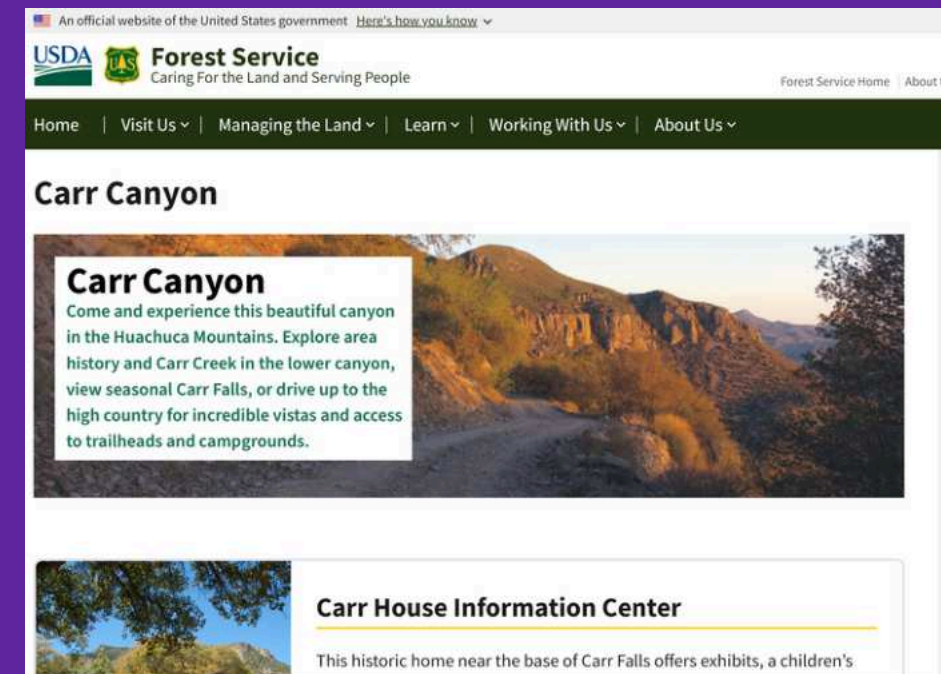 An official website of the United States government Here's how you know
USDA
UAS
Forest Service
Caring For the Land and Serving People
Forest Service Home About
Home | Visit Us | Managing the Land | Learn | Working With Us | About Us
Carr Canyon
Carr Canyon
Come and experience this beautiful canyon
in the Huachuca Mountains. Explore area
history and Carr Creek in the lower canyon,
view seasonal Carr Falls, or drive up to the
high country for incredible vistas and access
to trailheads and campgrounds.
Carr House Information Center
This historic home near the base of Carr Falls offers exhibits, a children's